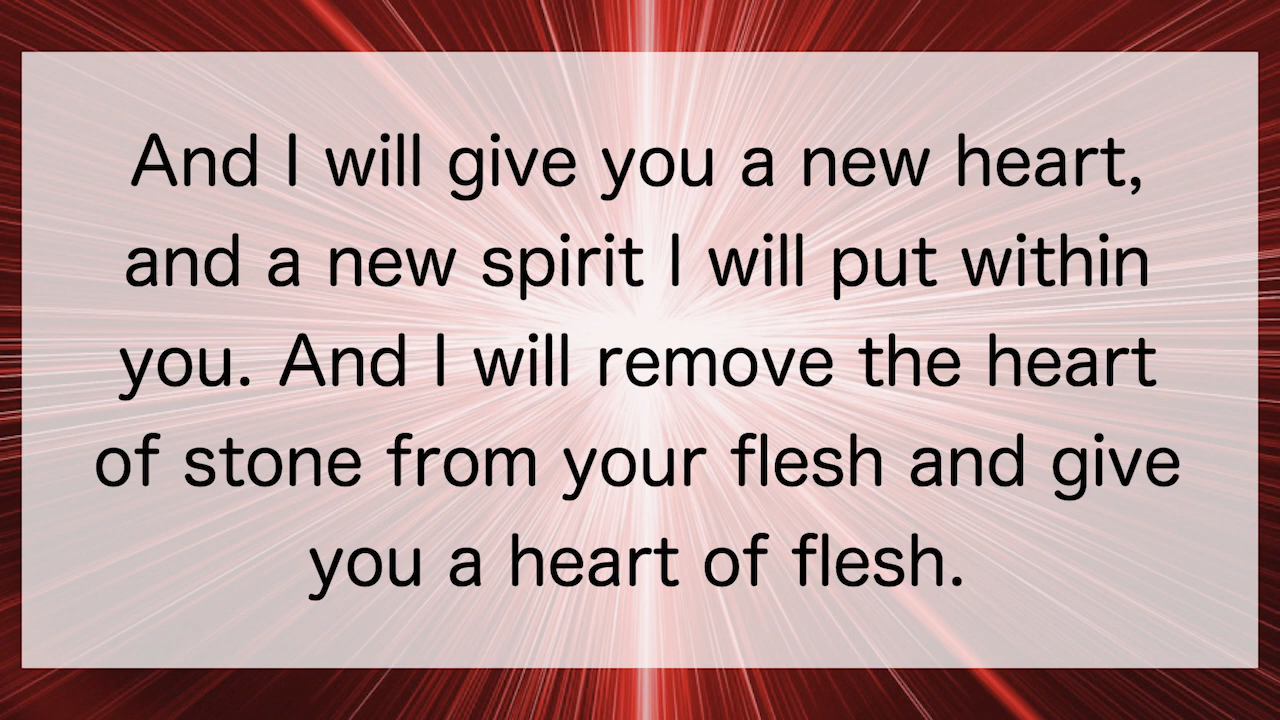 And I will give you a new heart,
and a new spirit I will put within
you. And I will remove the heart
of stone from your flesh and give
you a heart of flesh.